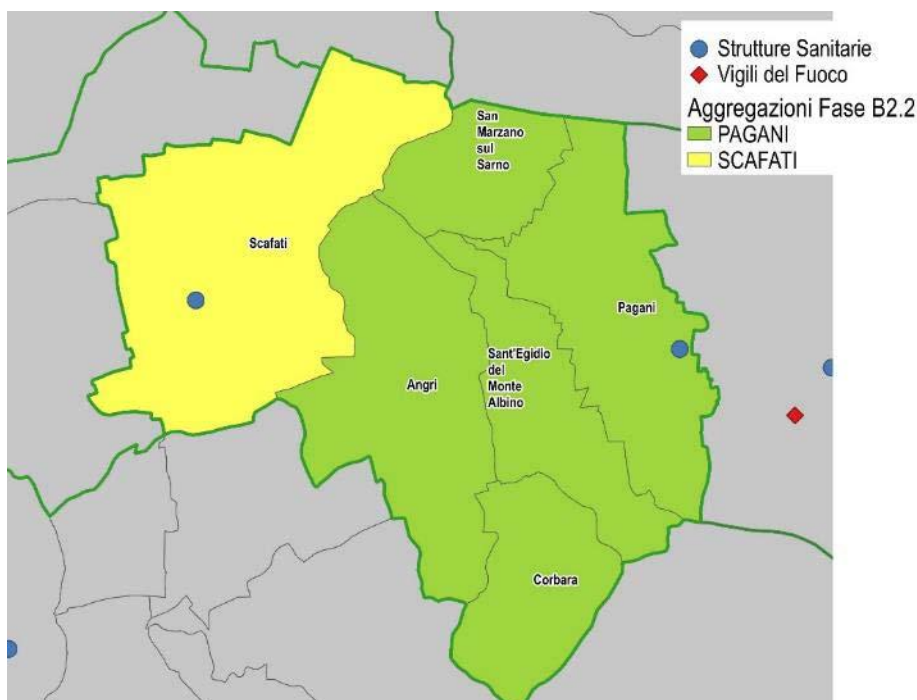 Strutture Sanitarie
Vigili del Fuoco
Aggregazioni Fase B2.2
PAGANI
SCAFATI
San
Marzano
sul
Sarno
Scafati
Pagani
Sant'Egidio
del
Monte
Albino
Angri
Corbara